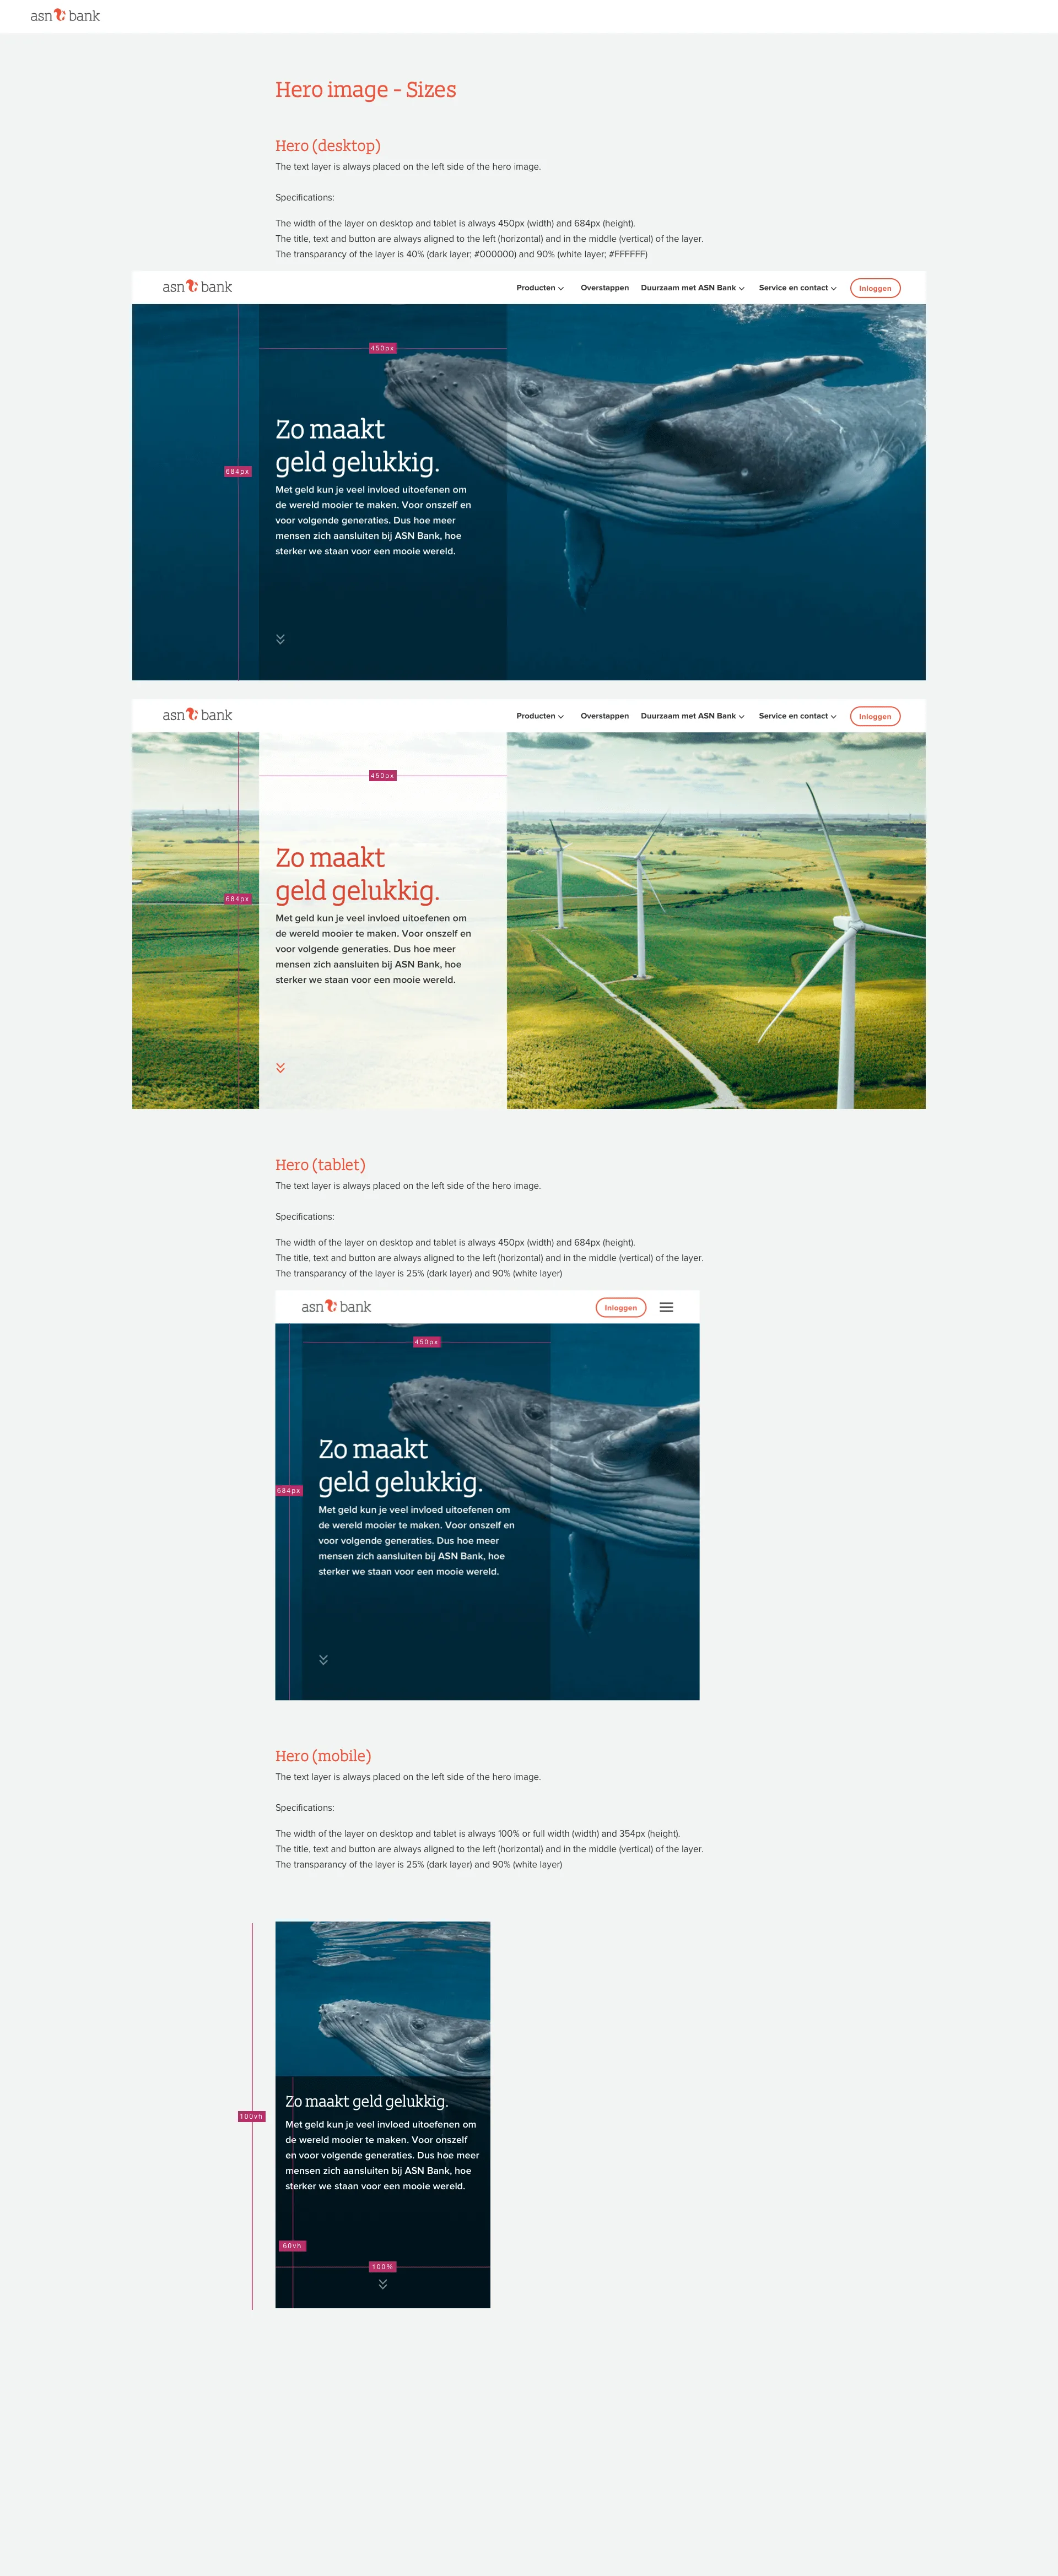 asn bank
Hero image - Sizes
Hero (desktop)
The text layer is always placed on the left side of the hero image.
Specifications:
The width of the layer on desktop and tablet is always 450px (width) and 684px (height).
The title, text and button are always aligned to the left (horizontal) and in the middle (vertical) of the layer.
The transparancy of the layer is 40% (dark layer; #000000) and 90% (white layer; #FFFFFF)
asn bank Producten Overstappen Duurzaam met ASN Bank Service en contact Inloggen
450px
Zo maakt
geld gelukkig.
684px
Met geld kun je veel invloed uitoefenen om
de wereld mooier te maken. Voor onszelf en
voor volgende generaties. Dus hoe meer
mensen zich aansluiten bij ASN Bank, hoe
sterker we staan voor een mooie wereld.
asn bank Producten Overstappen Duurzaam met ASN Bank Service en contact Inloggen
450px
Zo maakt
geld gelukkig.
684px
Met geld kun je veel invloed uitoefenen om
de wereld mooier te maken. Voor onszelf en
voor volgende generaties. Dus hoe meer
mensen zich aansluiten bij ASN Bank, hoe
sterker we staan voor een mooie wereld.
Hero (tablet)
The text layer is always placed on the left side of the hero image.
Specifications:
The width of the layer on desktop and tablet is always 450px (width) and 684px (height).
The title, text and button are always aligned to the left (horizontal) and in the middle (vertical) of the layer.
The transparancy of the layer is 25% (dark layer) and 90% (white layer)
asn bank Inloggen
450px
Zo maakt
geld gelukkig.
684px
Met geld kun je veel invloed uitoefenen om
de wereld mooier te maken. Voor onszelf en
voor volgende generaties. Dus hoe meer
mensen zich aansluiten bij ASN Bank, hoe
sterker we staan voor een mooie wereld.
Hero (mobile)
The text layer is always placed on the left side of the hero image.
Specifications:
The width of the layer on desktop and tablet is always 100% or full width (width) and 354px (height).
The title, text and button are always aligned to the left (horizontal) and in the middle (vertical) of the layer.
The transparancy of the layer is 25% (dark layer) and 90% (white layer)
Zo maakt geld gelukkig.
100vh
Met geld kun je veel invloed uitoefenen om
de wereld mooier te maken. Voor onszelf
en voor volgende generaties. Dus hoe meer
mensen zich aansluiten bij ASN Bank, hoe
sterker we staan voor een mooie wereld.
60vh
100%